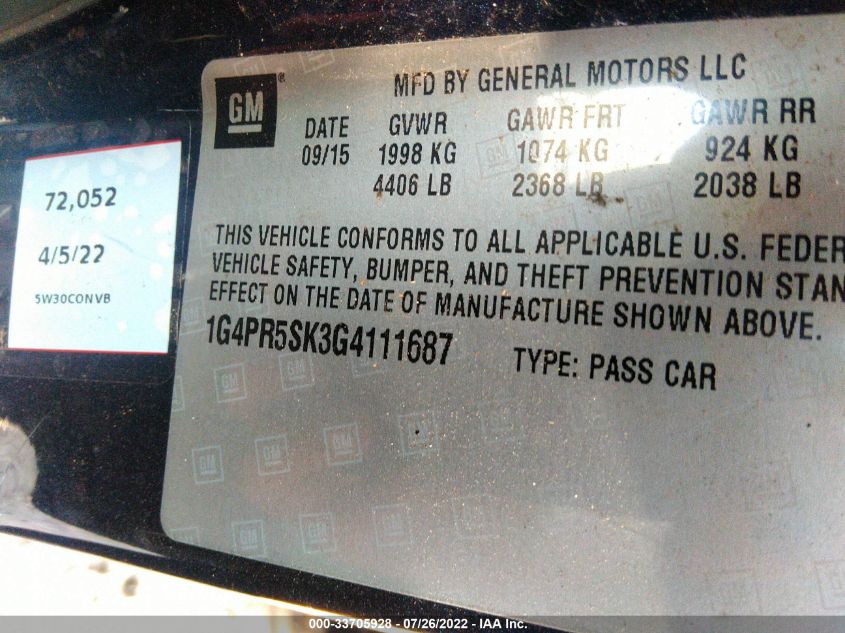 GM ®
MFD BY GENERAL MOTORS LLC
DATE GVWR GAWR FRT GAWR RR
09/15 1998 KG 1074 KG 924 KG
4406 LB 2368 LB 2038 LB
THIS VEHICLE CONFORMS TO ALL APPLICABLE U.S. FEDER
VEHICLE SAFETY, BUMPER, AND THEFT PREVENTION STAN
EFFECT ON THE DATE OF MANUFACTURE SHOWN ABOVE.
1G4PR5SK3G4111687 TYPE: PASS CAR
72,052
4/5/22
5W30CONVB
000-33705928 - 07/26/2022 - © IAA, Inc.